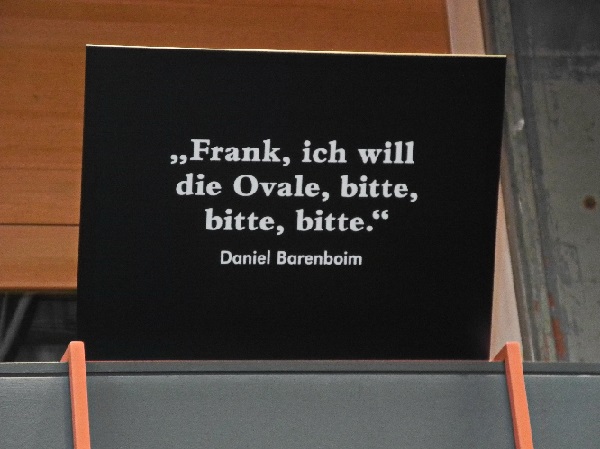 „Frank, ich will
die Ovale, bitte,
bitte, bitte.“
Daniel Barenboim